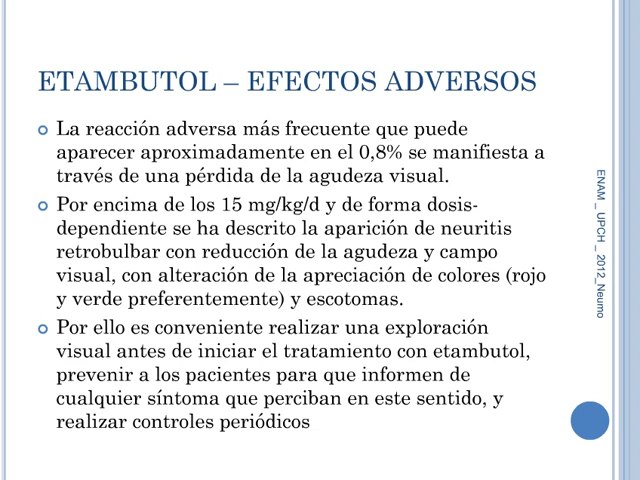 ETAMBUTOL – EFECTOS ADVERSOS
La reacción adversa más frecuente que puede
aparecer aproximadamente en el 0,8% se manifiesta a
través de una pérdida de la agudeza visual.
Por encima de los 15 mg/kg/d y de forma dosis-
dependiente se ha descrito la aparición de neuritis
retrobulbar con reducción de la agudeza y campo
visual, con alteración de la apreciación de colores (rojo
y verde preferentemente) y escotomas.
Por ello es conveniente realizar una exploración
visual antes de iniciar el tratamiento con etambutol,
prevenir a los pacientes para que informen de
cualquier síntoma que perciban en este sentido, y
realizar controles periódicos
ENAM _ UPCH _ 2012_Neumo